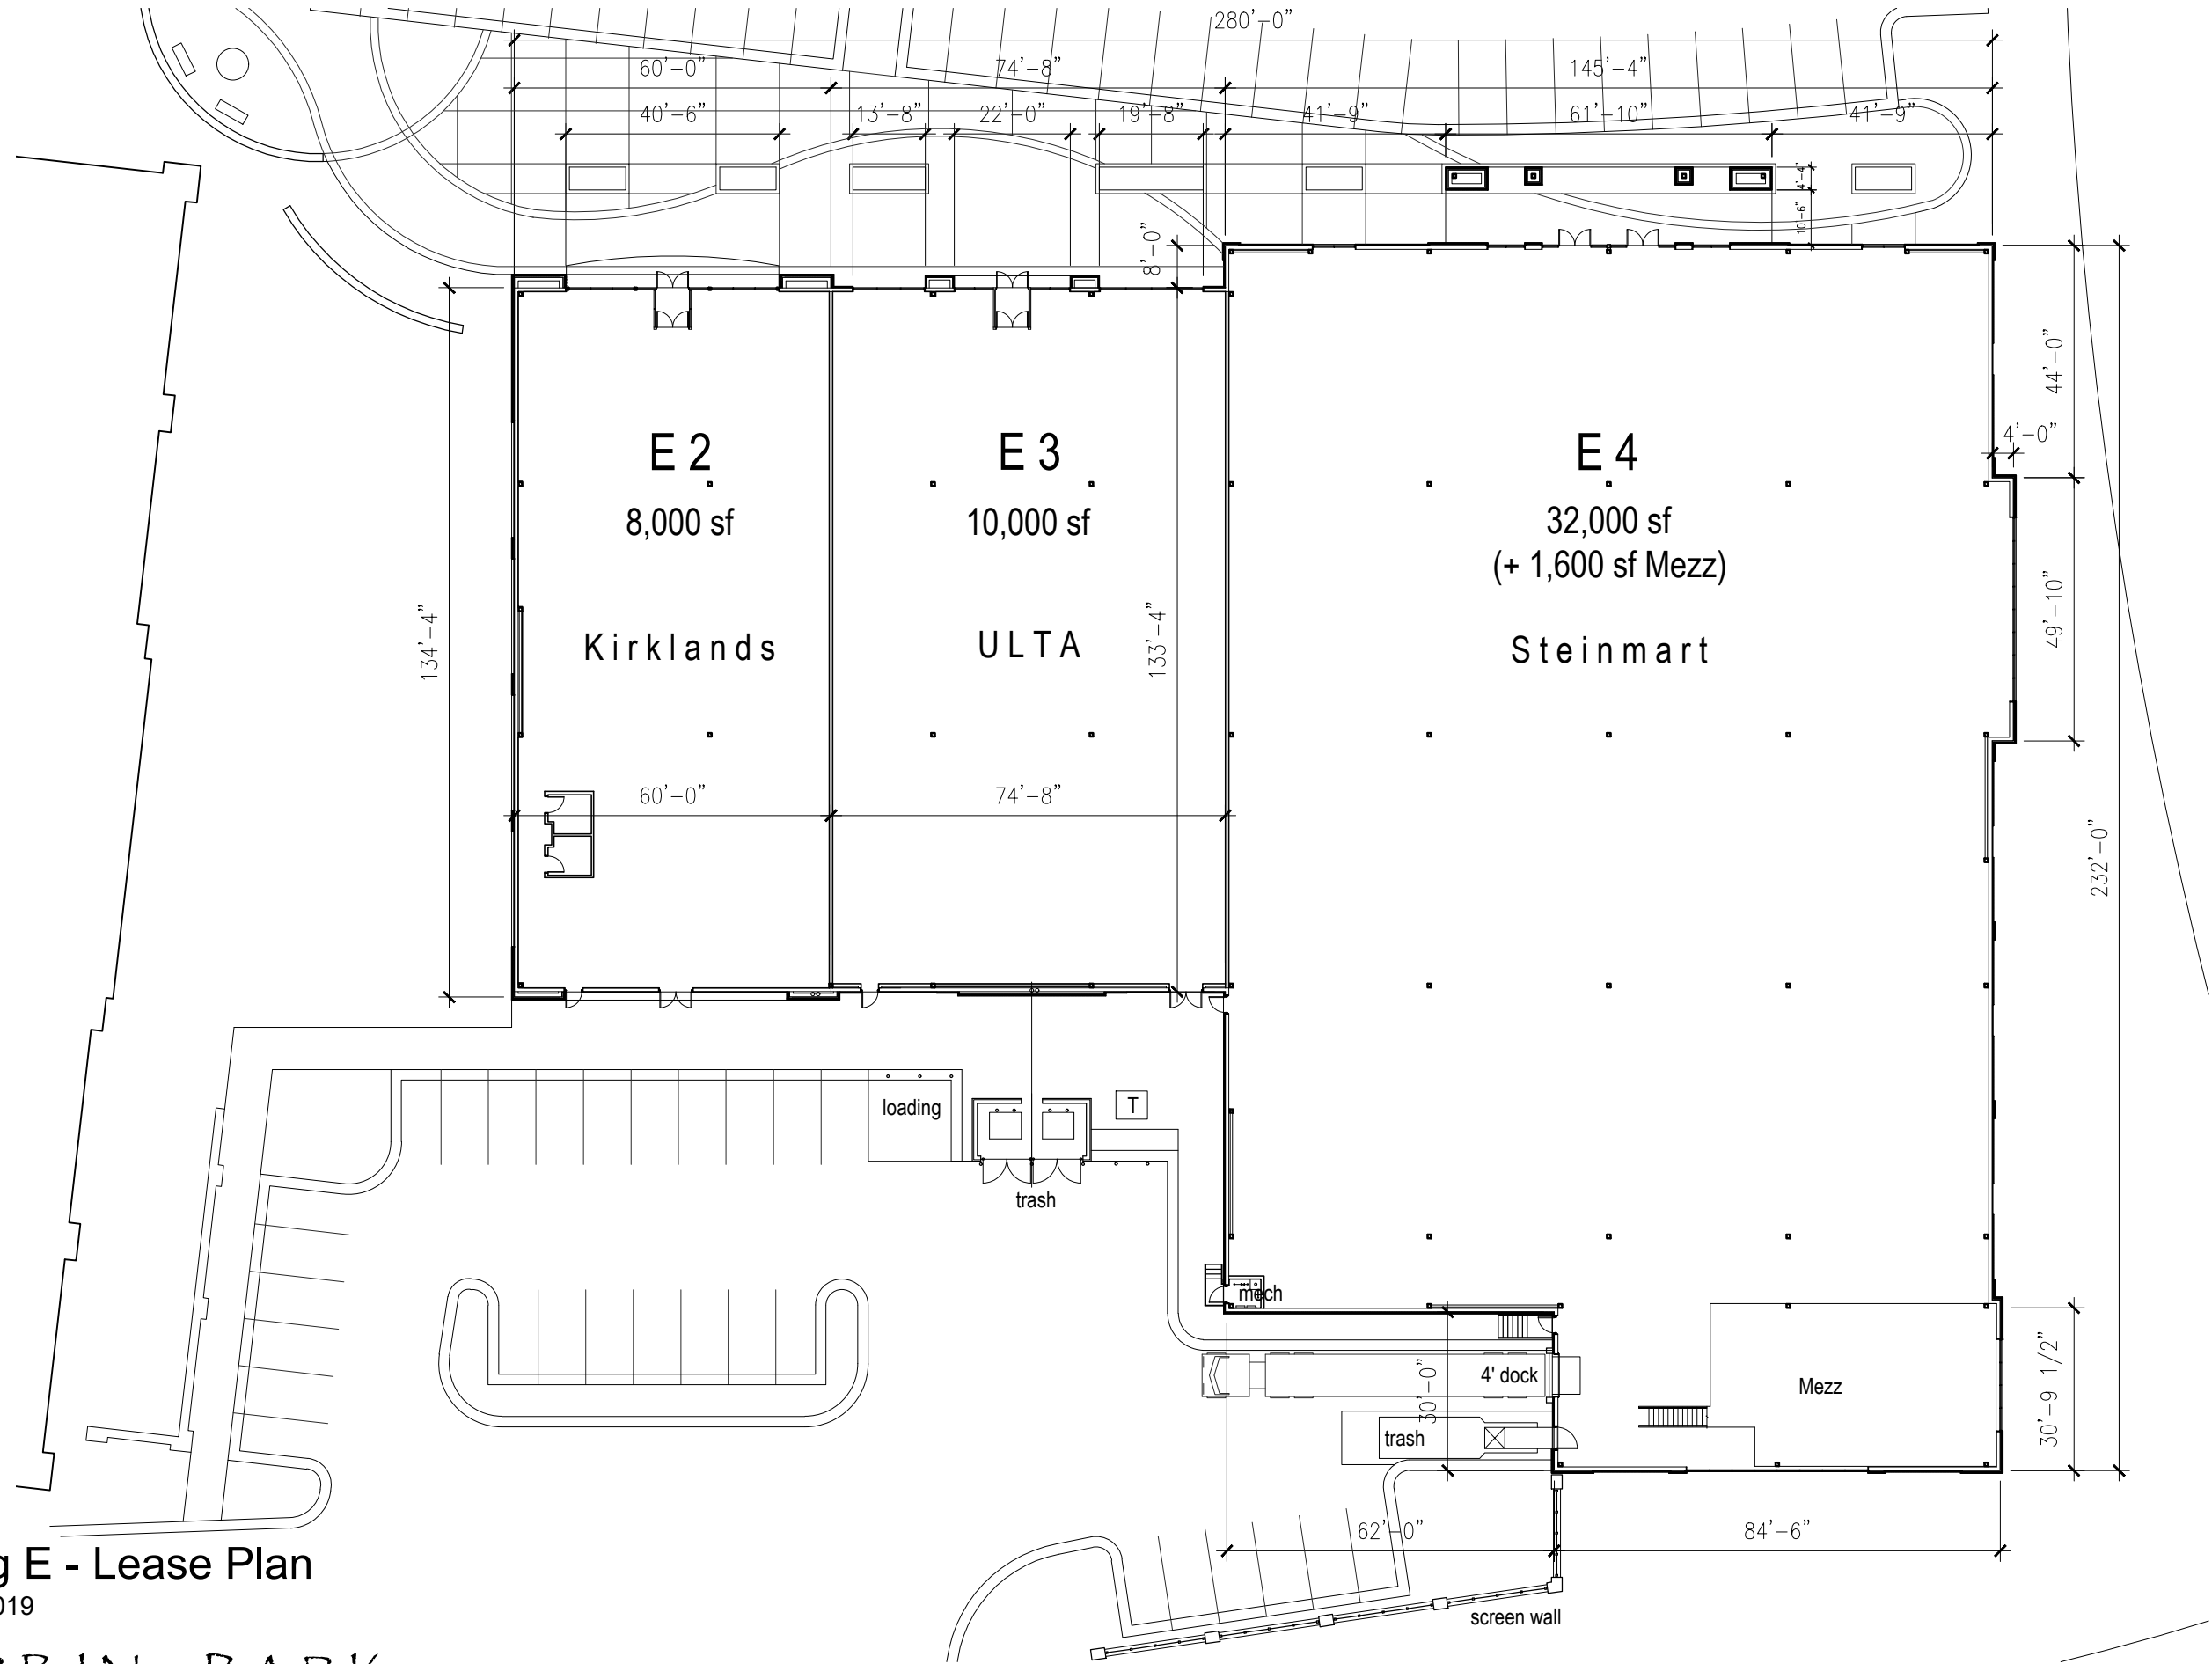 280'-0"
60'-0"
74'-8"
145'-4"
40'-6"
13'-8"
22'-0"
19'-8"
41'-9"
61'-10"
41'-9"
4'-4"
10'-6"
8'-0"
44'-0"
4'-0"
E 2
E 3
E 4
8,000 sf
10,000 sf
32,000 sf
(+ 1,600 sf Mezz)
134'-4"
133'-4"
49'-10"
Kirklands
ULTA
Steinmart
60'-0"
74'-8"
232'-0"
loading
T
trash
mech
4' dock
30'-0"
Mezz
30'-9 1/2"
trash
62'-0"
84'-6"
g E - Lease Plan
019
screen wall
PARK